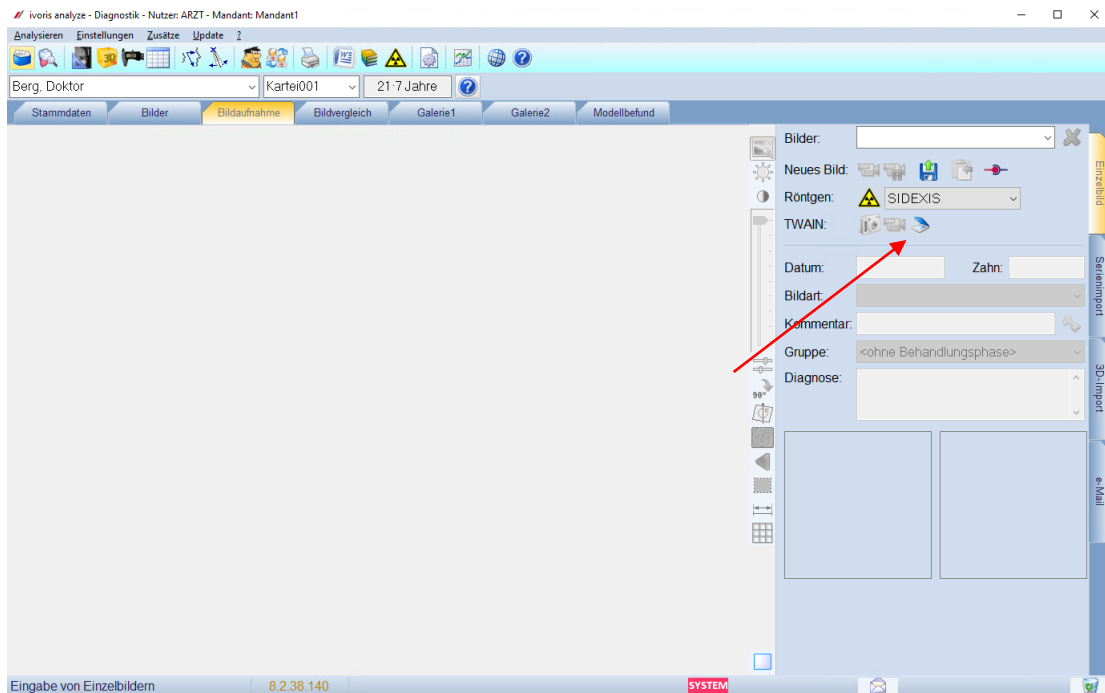 ivoris analyze - Diagnostik - Nutzer: ARZT - Mandant: Mandant1
Analysieren Einstellungen Zusätze Update ?
Berg, Doktor Kartei001 21·7 Jahre
Stammdaten Bilder Bildaufnahme Bildvergleich Galerie1 Galerie2 Modellbefund
Bilder:
Neues Bild:
Röntgen: SIDEXIS
TWAIN:
Datum: Zahn:
Bildart:
Kommentar:
Gruppe: <ohne Behandlungsphase>
Diagnose:
90°
Einzelbild
Serienimport
3D-Import
e-Mail
Eingabe von Einzelbildern 8.2.38.140 SYSTEM